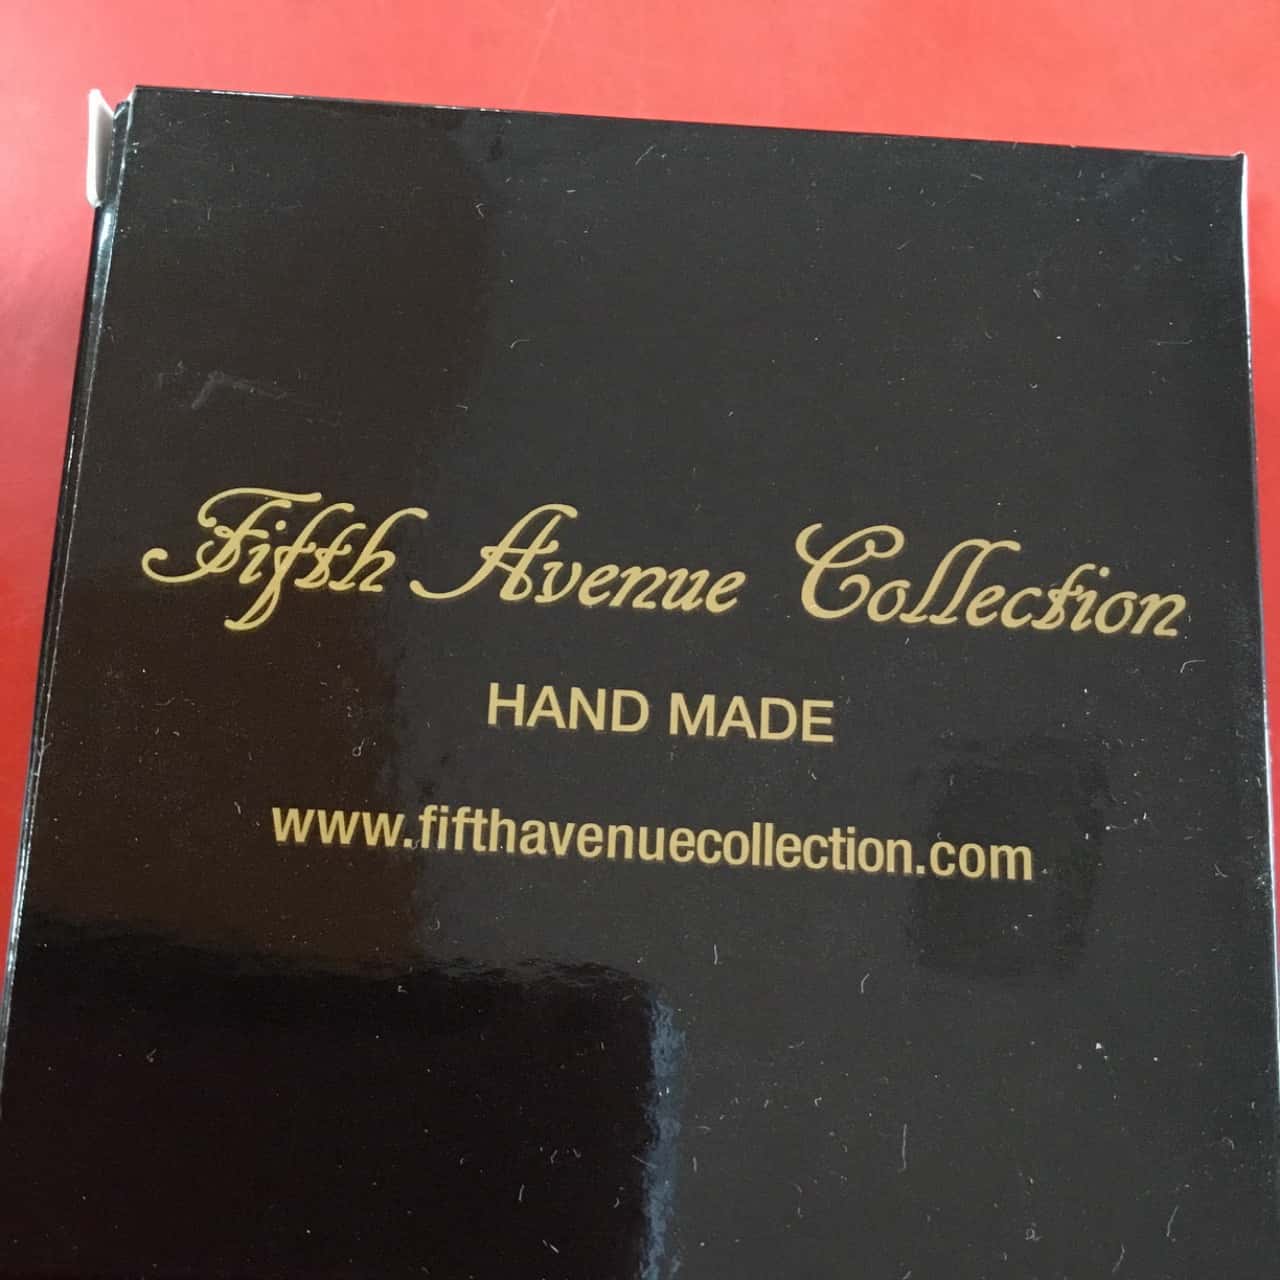 Fifth Avenue Collection
HAND MADE
www.fifthavenuecollection.com